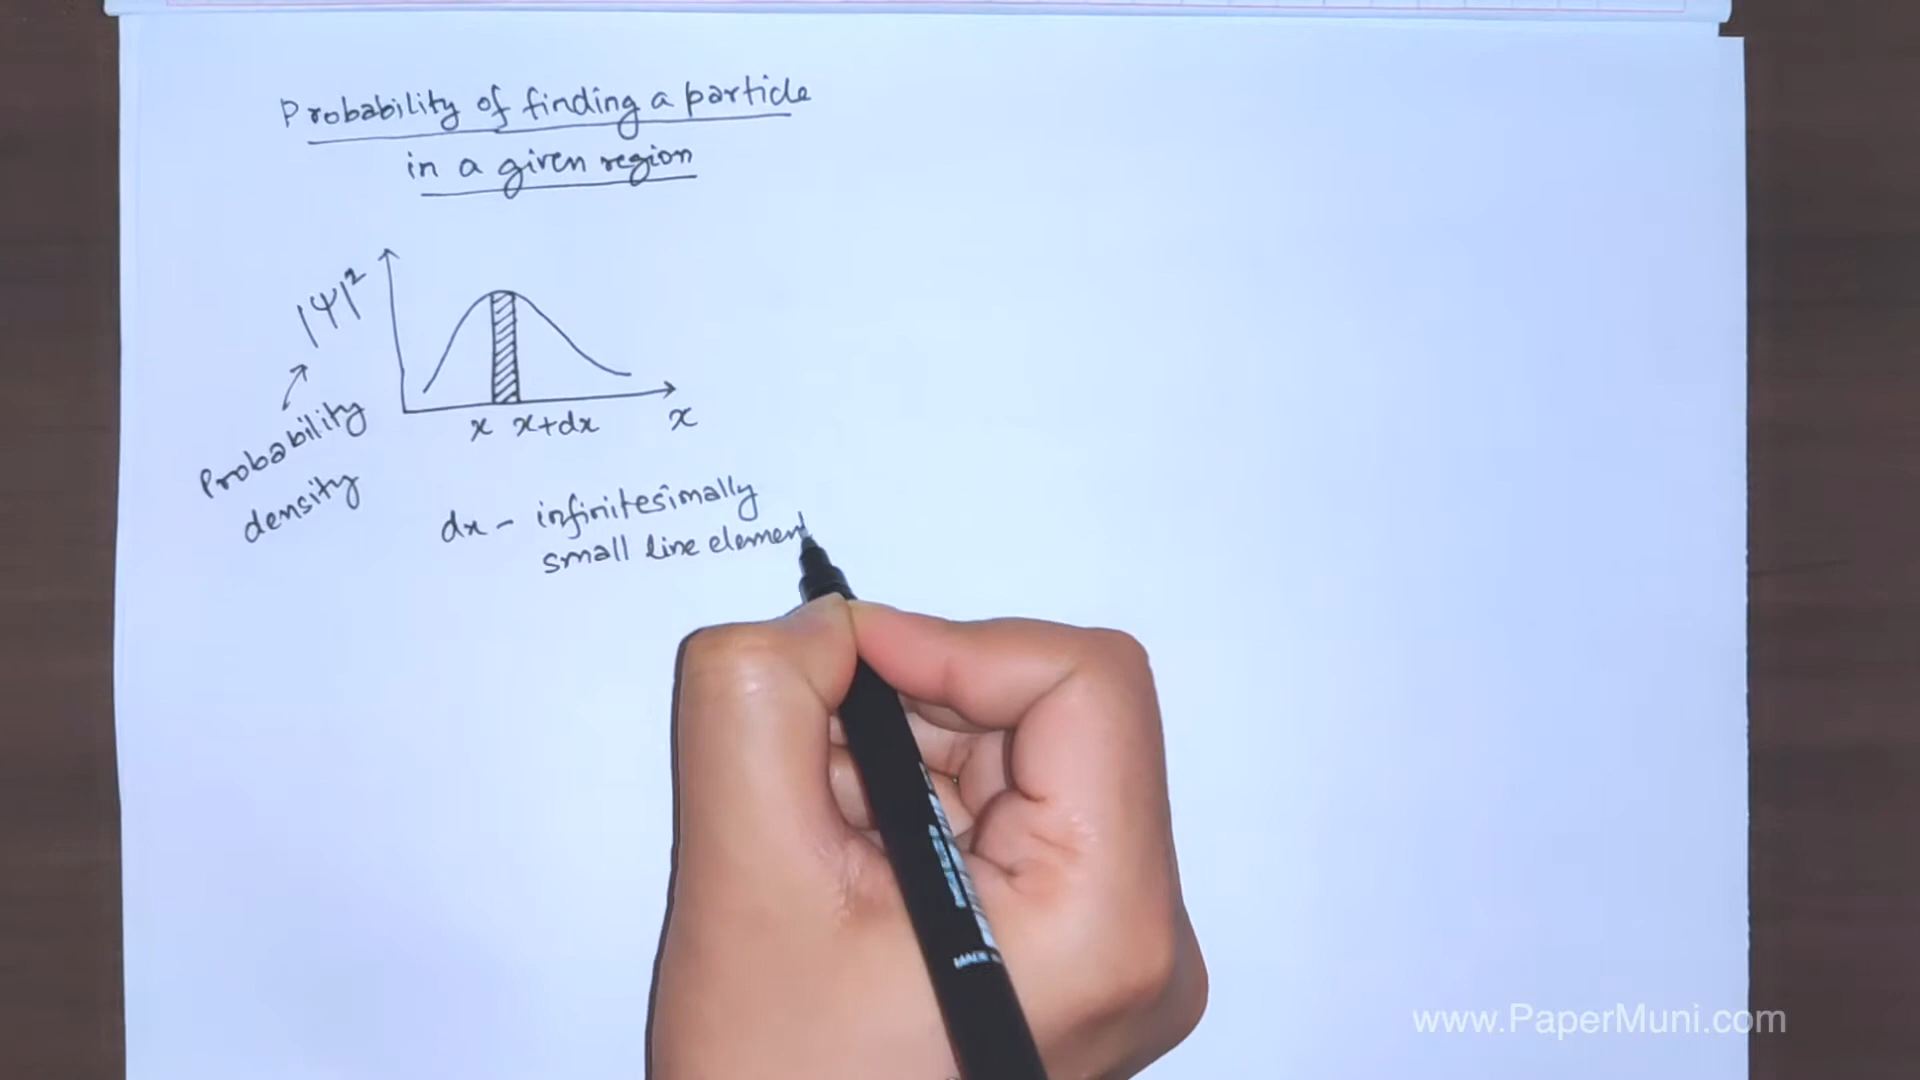 Probability of finding a particle
in a given region
|Ψ|²
Probability
density
x x+dx x
dx - infinitesimally
small line element
www.PaperMuni.com